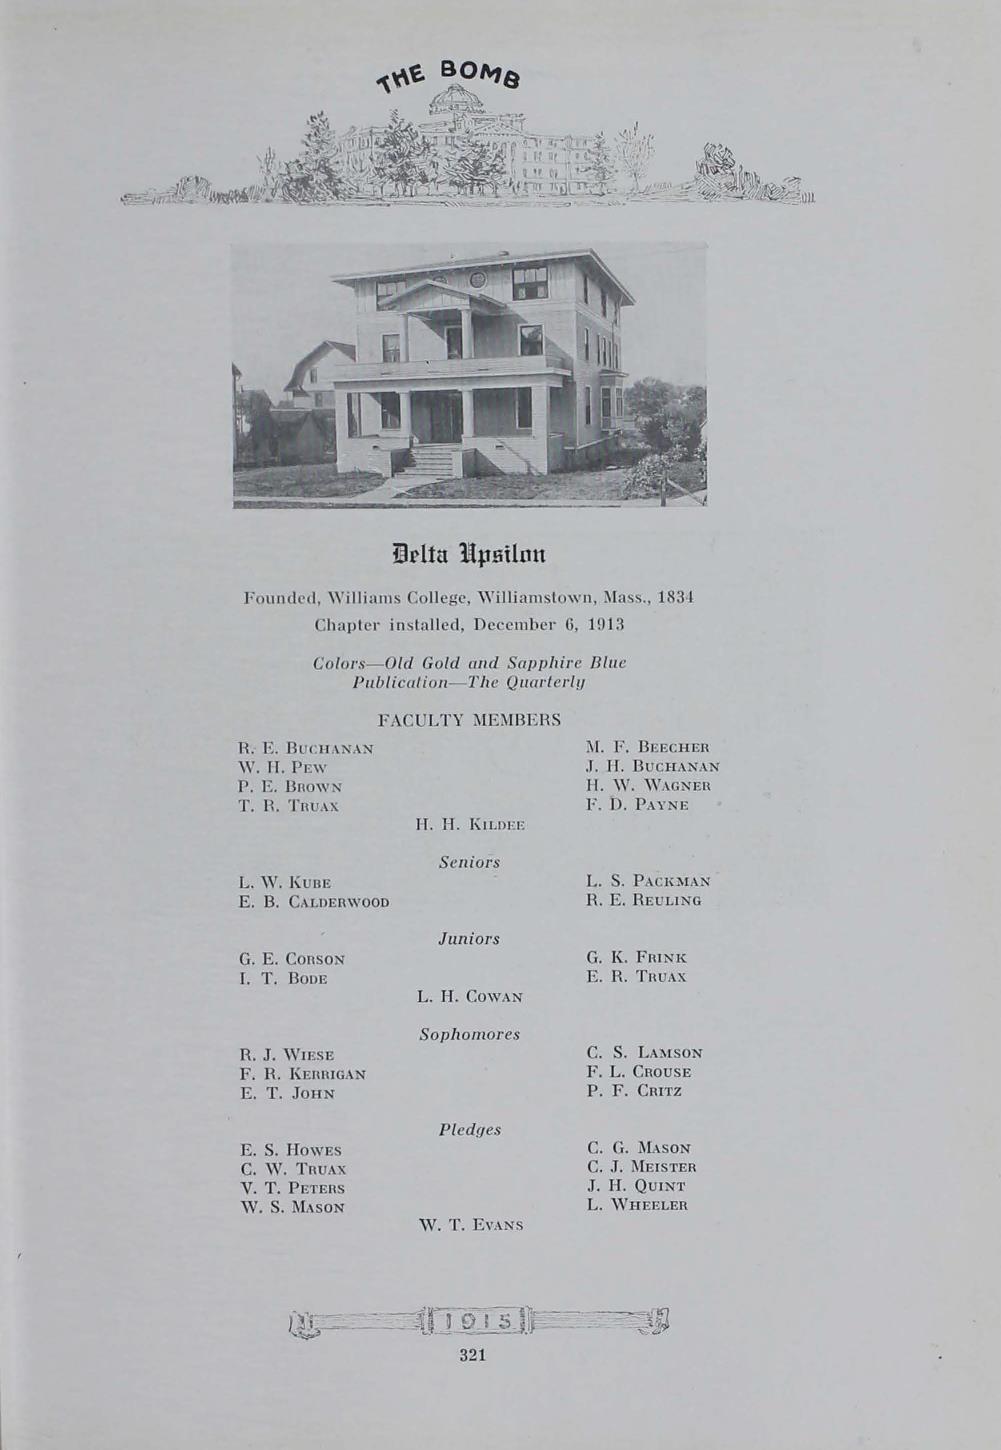 THE BOMB
Delta Upsilon
Founded, Williams College, Williamstown, Mass., 1834
Chapter installed, December 6, 1913
Colors—Old Gold and Sapphire Blue
Publication—The Quarterly
FACULTY MEMBERS
R. E. BUCHANAN
W. H. PEW
P. E. BROWN
T. R. TRUAX
M. F. BEECHER
J. H. BUCHANAN
H. W. WAGNER
F. D. PAYNE
H. H. KILDEE
Seniors
L. W. KUBE
E. B. CALDERWOOD
L. S. PACKMAN
R. E. REULING
Juniors
G. E. CORSON
I. T. BODE
G. K. FRINK
E. R. TRUAX
L. H. COWAN
Sophomores
R. J. WIESE
F. R. KERRIGAN
E. T. JOHN
C. S. LAMSON
F. L. CROUSE
P. F. CRITZ
Pledges
E. S. HOWES
C. W. TRUAX
V. T. PETERS
W. S. MASON
C. G. MASON
C. J. MEISTER
J. H. QUINT
L. WHEELER
W. T. EVANS
1915
321